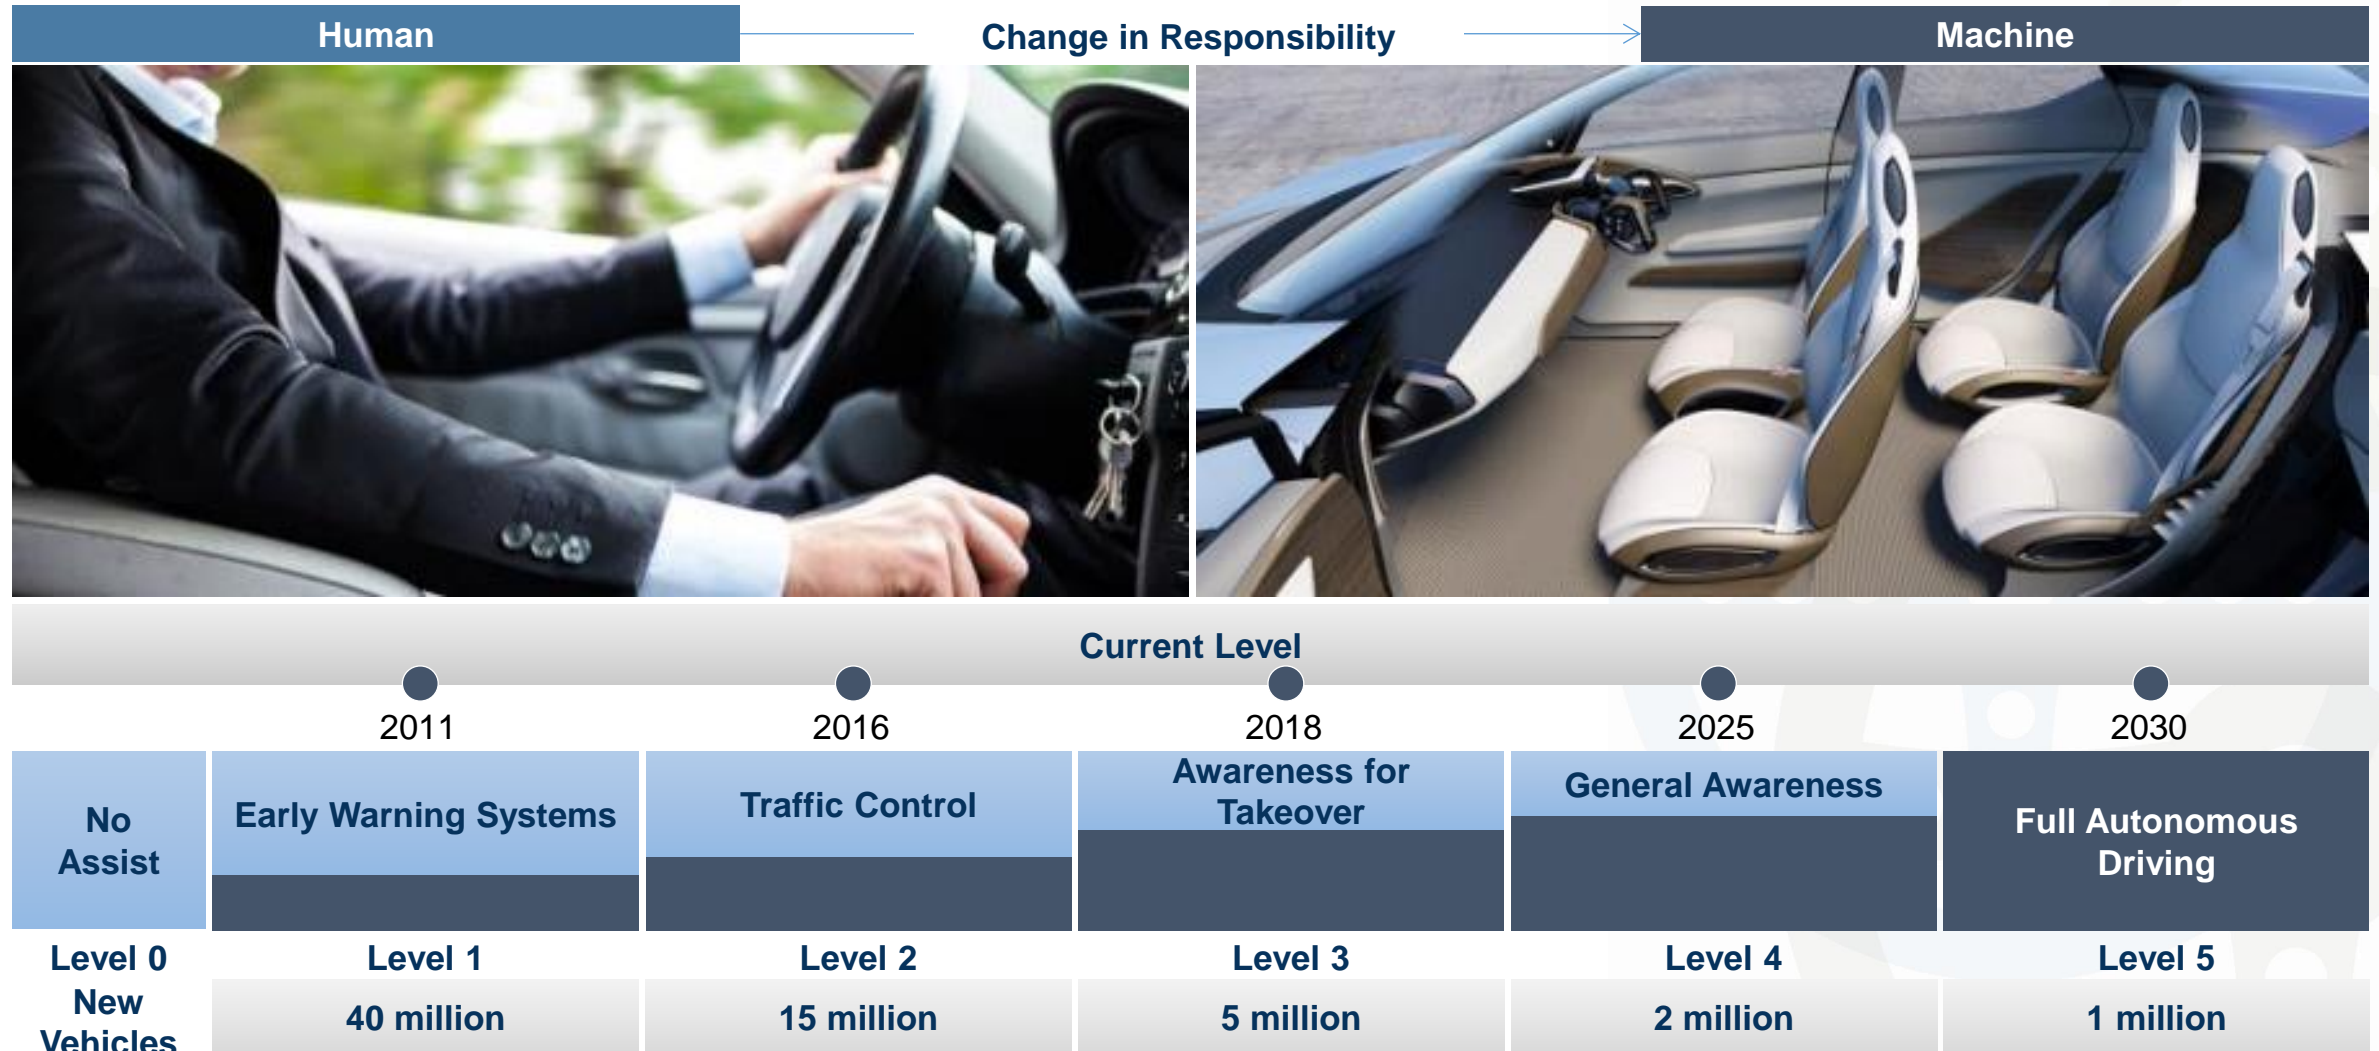 Human
Change in Responsibility
Machine
Current Level
2011
2016
2018
2025
2030
No
Assist
Early Warning Systems
Traffic Control
Awareness for
Takeover
General Awareness
Full Autonomous
Driving
Level 0
Level 1
Level 2
Level 3
Level 4
Level 5
New
Vehicles
40 million
15 million
5 million
2 million
1 million